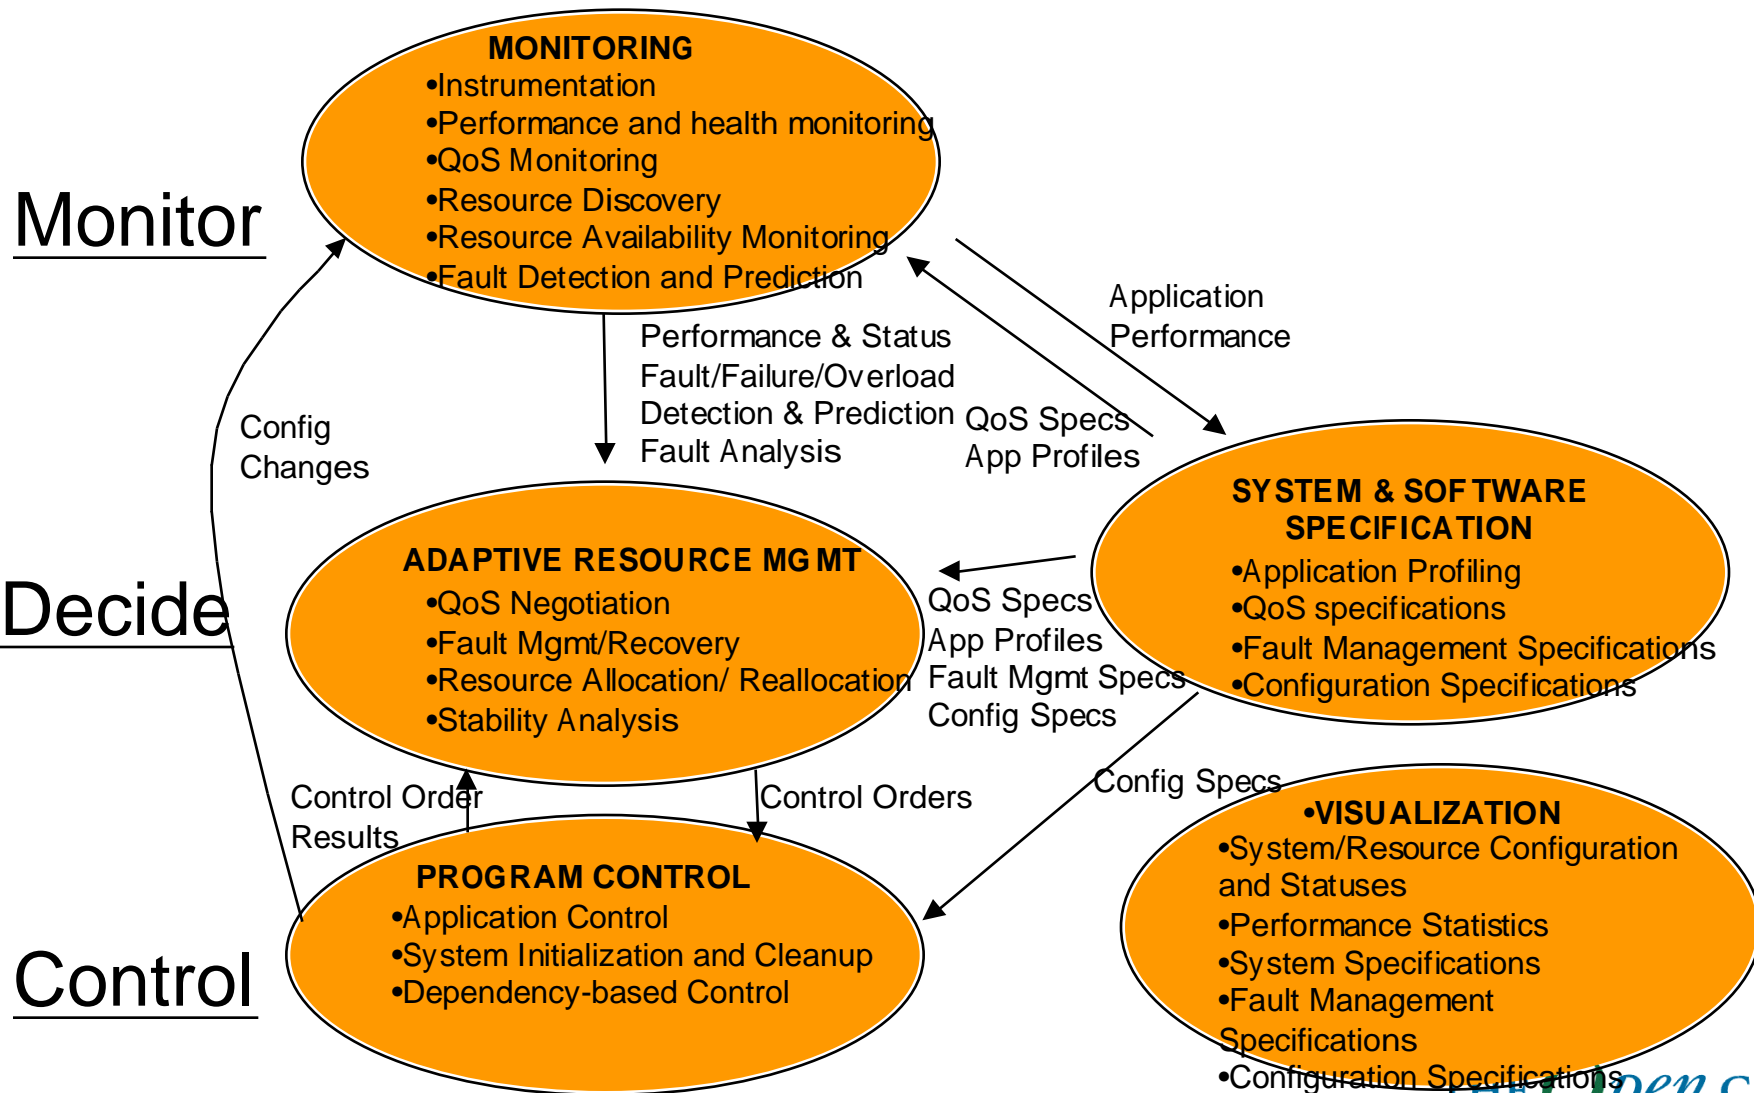 MONITORING
•Instrumentation
•Performance and health monitoring
•QoS Monitoring
•Resource Discovery
•Resource Availability Monitoring
•Fault Detection and Prediction
Monitor
Application
Performance
Performance & Status
Fault/Failure/Overload
Detection & Prediction
Fault Analysis
QoS Specs
App Profiles
Config
Changes
SYSTEM & SOFTWARE
SPECIFICATION
•Application Profiling
•QoS specifications
•Fault Management Specifications
•Configuration Specifications
Decide
ADAPTIVE RESOURCE MGMT
•QoS Negotiation
•Fault Mgmt/Recovery
•Resource Allocation/ Reallocation
•Stability Analysis
QoS Specs
App Profiles
Fault Mgmt Specs
Config Specs
Control Order
Results
Control Orders
Config Specs
Control
PROGRAM CONTROL
•Application Control
•System Initialization and Cleanup
•Dependency-based Control
•VISUALIZATION
•System/Resource Configuration
and Statuses
•Performance Statistics
•System Specifications
•Fault Management
Specifications
•Configuration Specifications